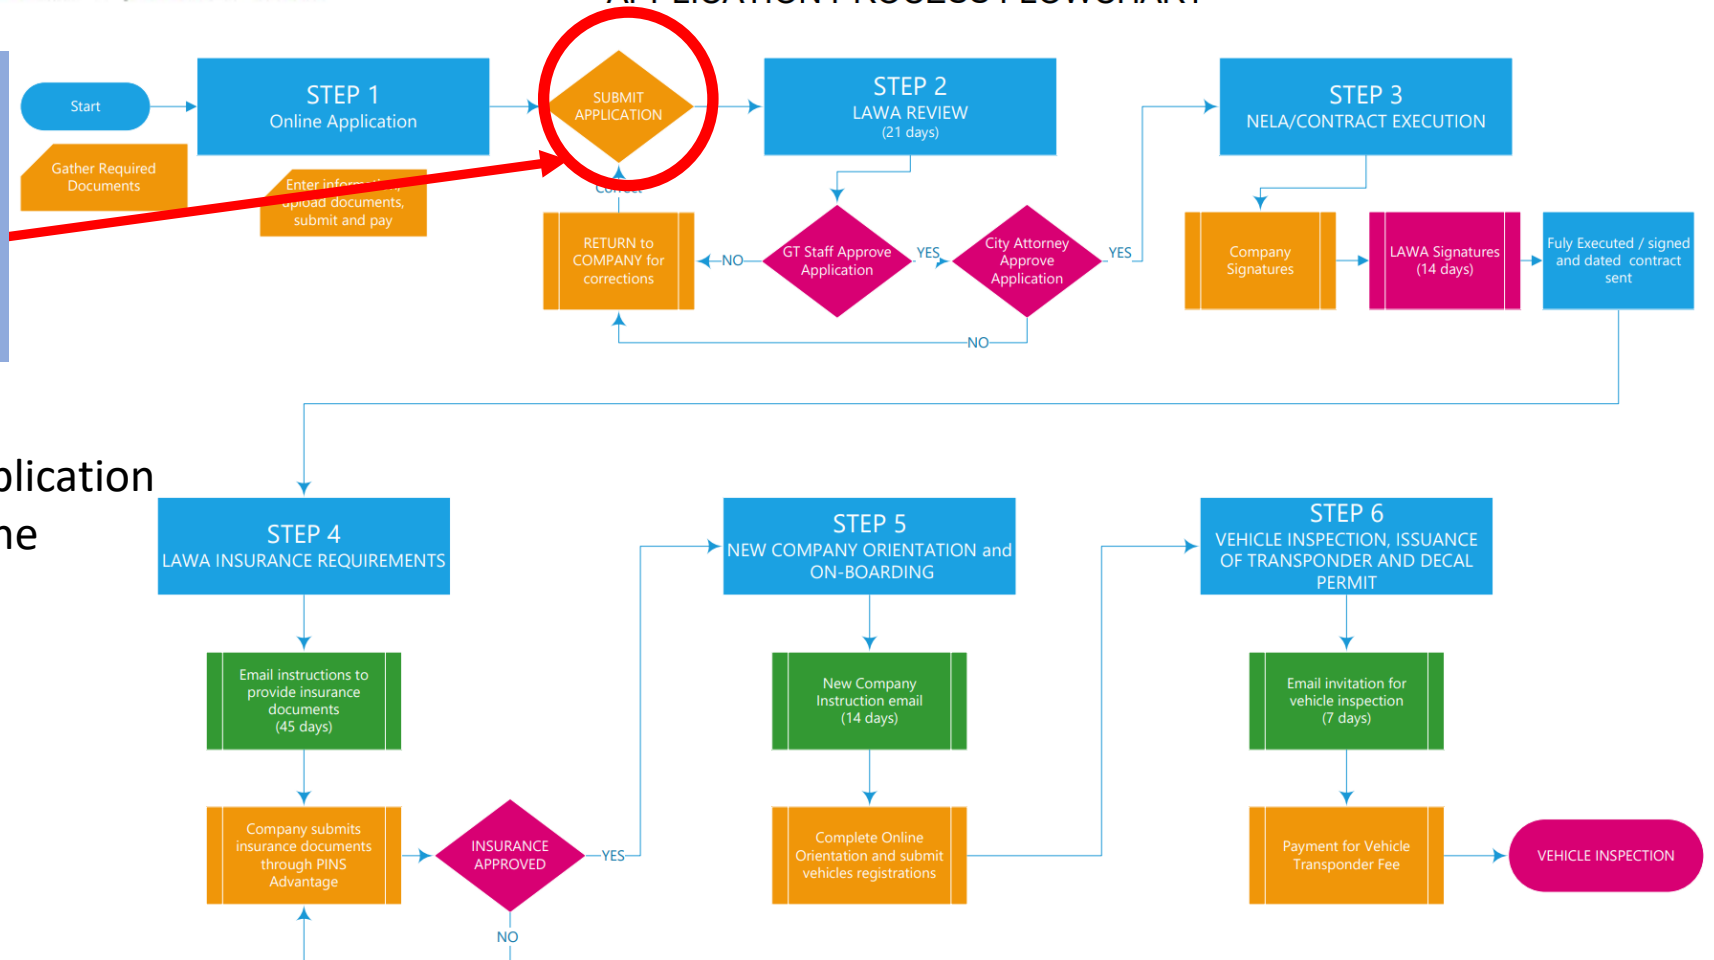 APPLICATION PROCESS FLOWCHART
Start
STEP 1
Online Application
SUBMIT
APPLICATION
STEP 2
LAWA REVIEW
(21 days)
STEP 3
NELA/CONTRACT EXECUTION
Gather Required
Documents
Enter information,
upload documents,
submit and pay
Correct
RETURN to
COMPANY for
corrections
NO
GT Staff Approve
Application
YES
City Attorney
Approve
Application
YES
NO
Company
Signatures
LAWA Signatures
(14 days)
Fuly Executed / signed
and dated contract
sent
STEP 4
LAWA INSURANCE REQUIREMENTS
STEP 5
NEW COMPANY ORIENTATION and
ON-BOARDING
STEP 6
VEHICLE INSPECTION, ISSUANCE
OF TRANSPONDER AND DECAL
PERMIT
Email instructions to
provide insurance
documents
(45 days)
New Company
Instruction email
(14 days)
Email invitation for
vehicle inspection
(7 days)
Company submits
insurance documents
through PINS
Advantage
INSURANCE
APPROVED
YES
NO
Complete Online
Orientation and submit
vehicles registrations
Payment for Vehicle
Transponder Fee
VEHICLE INSPECTION